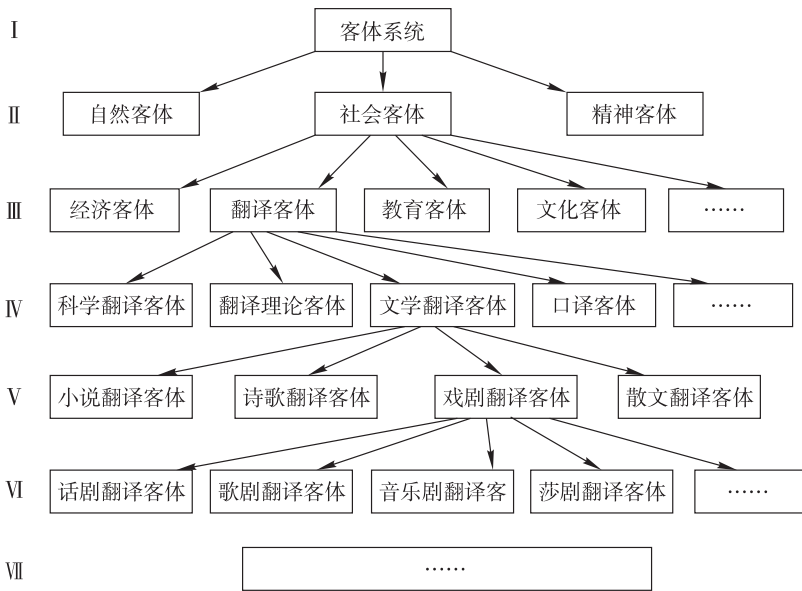 Ⅰ 客体系统
Ⅱ 自然客体 社会客体 精神客体
Ⅲ 经济客体 翻译客体 教育客体 文化客体 ……
Ⅳ 科学翻译客体 翻译理论客体 文学翻译客体 口译客体 ……
Ⅴ 小说翻译客体 诗歌翻译客体 戏剧翻译客体 散文翻译客体
Ⅵ 话剧翻译客体 歌剧翻译客体 音乐剧翻译客 莎剧翻译客体 ……
Ⅶ ……